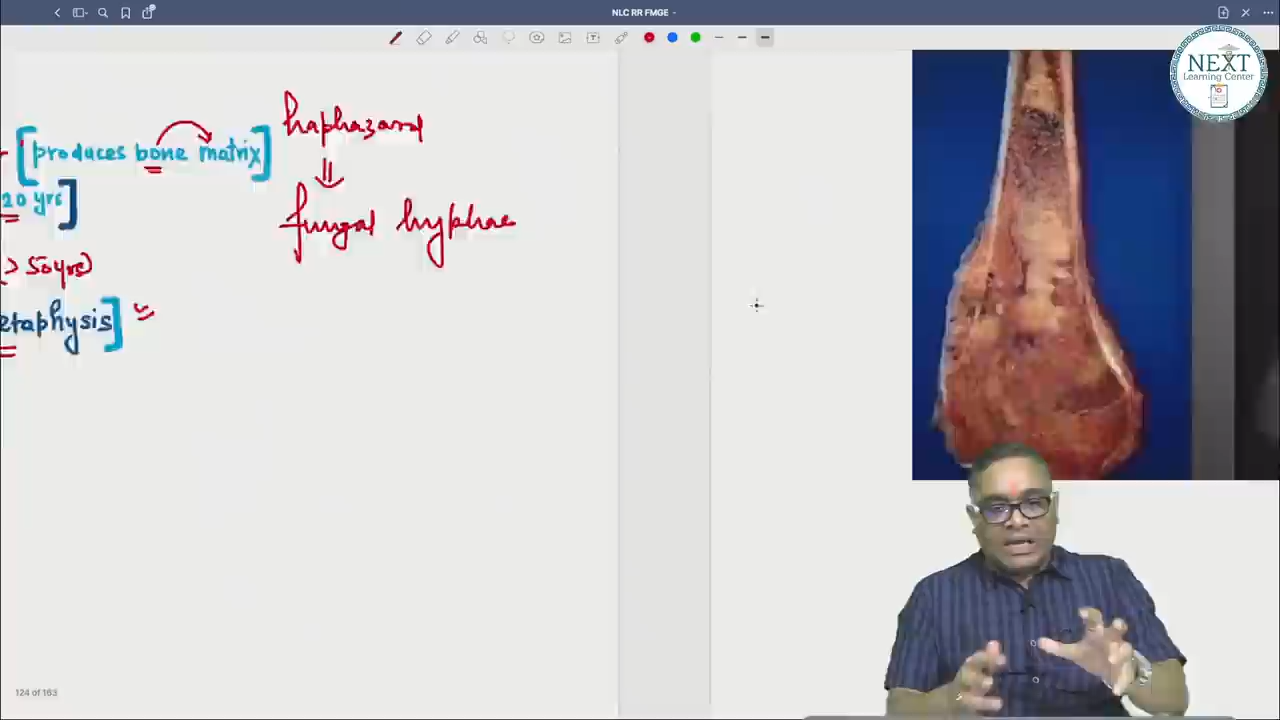 NLC RR FMGE
NEXT
Learning Center
[produces bone matrix]
haphazard
20 yrs]
fungal hyphae
> 50yrs)
etaphysis]
124 of 163